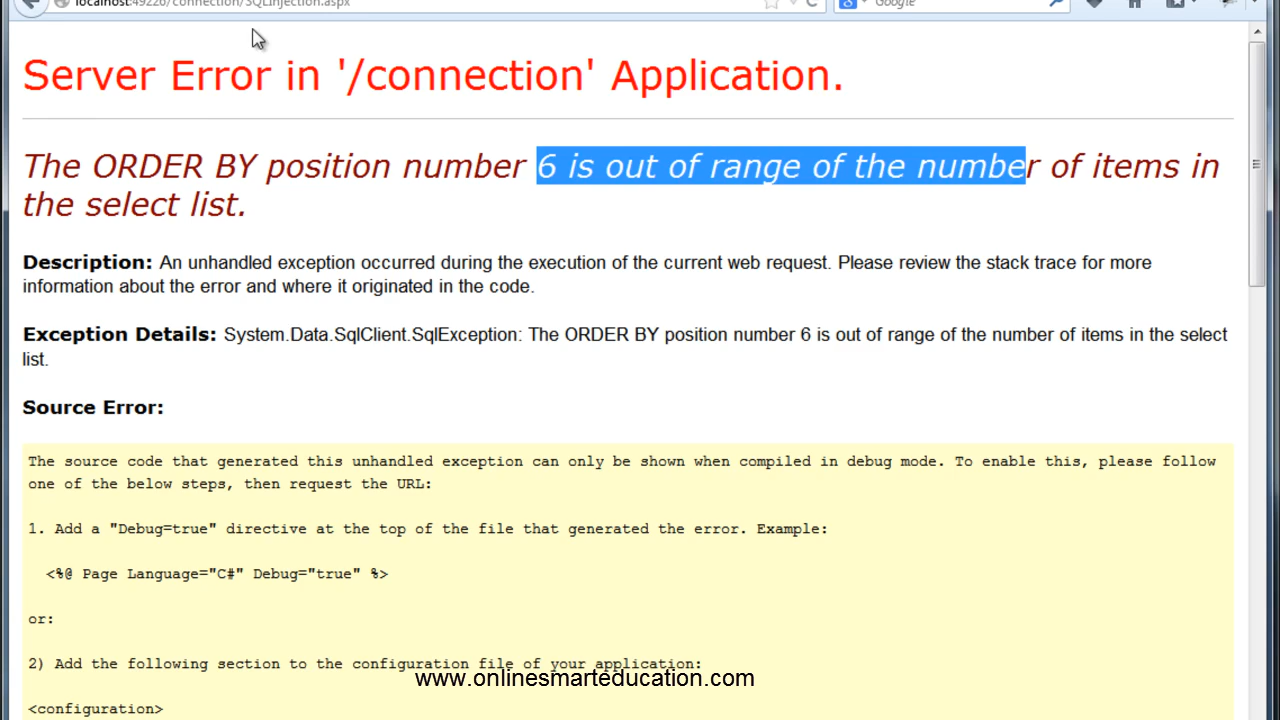 localhost:49226/connection/SQLInjection.aspx
Google
Server Error in '/connection' Application.
The ORDER BY position number 6 is out of range of the number of items in
the select list.
Description: An unhandled exception occurred during the execution of the current web request. Please review the stack trace for more
information about the error and where it originated in the code.
Exception Details: System.Data.SqlClient.SqlException: The ORDER BY position number 6 is out of range of the number of items in the select
list.
Source Error:
The source code that generated this unhandled exception can only be shown when compiled in debug mode. To enable this, please follow
one of the below steps, then request the URL:
1. Add a "Debug=true" directive at the top of the file that generated the error. Example:
<%@ Page Language="C#" Debug="true" %>
or:
2) Add the following section to the configuration file of your application:
www.onlinesmarteducation.com
<configuration>